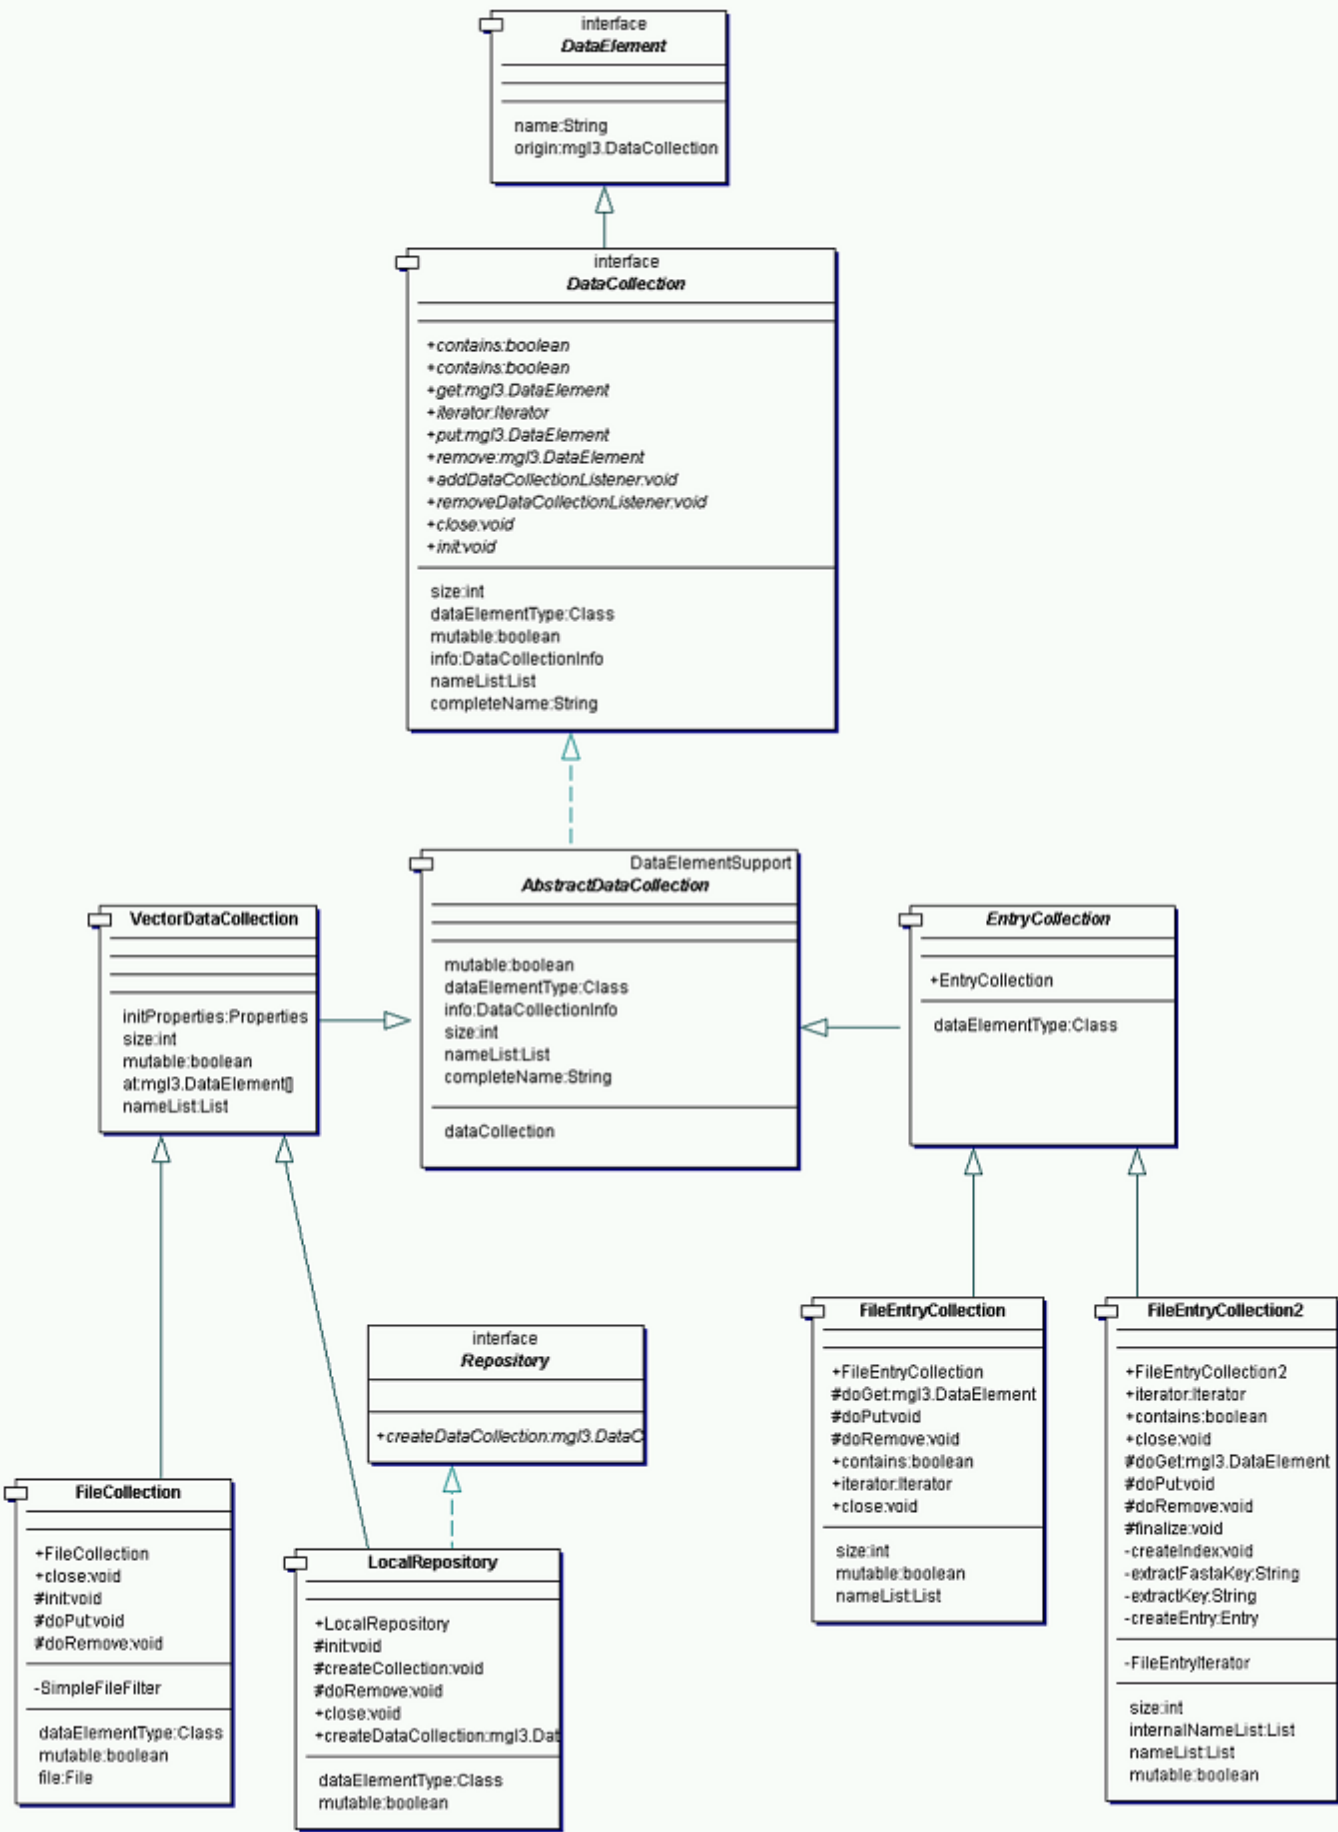 interface
DataElement
name:String
origin:mgl3.DataCollection
interface
DataCollection
+contains:boolean
+contains:boolean
+get:mgl3.DataElement
+iterator:Iterator
+put:mgl3.DataElement
+remove:mgl3.DataElement
+addDataCollectionListener:void
+removeDataCollectionListener:void
+close:void
+init:void
size:int
dataElementType:Class
mutable:boolean
info:DataCollectionInfo
nameList:List
completeName:String
DataElementSupport
AbstractDataCollection
mutable:boolean
dataElementType:Class
info:DataCollectionInfo
size:int
nameList:List
completeName:String
dataCollection
VectorDataCollection
initProperties:Properties
size:int
mutable:boolean
at:mgl3.DataElement[]
nameList:List
EntryCollection
+EntryCollection
dataElementType:Class
interface
Repository
+createDataCollection:mgl3.DataC
FileCollection
+FileCollection
+close:void
#init:void
#doPut:void
#doRemove:void
-SimpleFileFilter
dataElementType:Class
mutable:boolean
file:File
LocalRepository
+LocalRepository
#init:void
#createCollection:void
#doRemove:void
+close:void
+createDataCollection:mgl3.Dat
dataElementType:Class
mutable:boolean
FileEntryCollection
+FileEntryCollection
#doGet:mgl3.DataElement
#doPut:void
#doRemove:void
+contains:boolean
+iterator:Iterator
+close:void
size:int
mutable:boolean
nameList:List
FileEntryCollection2
+FileEntryCollection2
+iterator:Iterator
+contains:boolean
+close:void
#doGet:mgl3.DataElement
#doPut:void
#doRemove:void
#finalize:void
-createIndex:void
-extractFastaKey:String
-extractKey:String
-createEntry:Entry
-FileEntryIterator
size:int
internalNameList:List
nameList:List
mutable:boolean